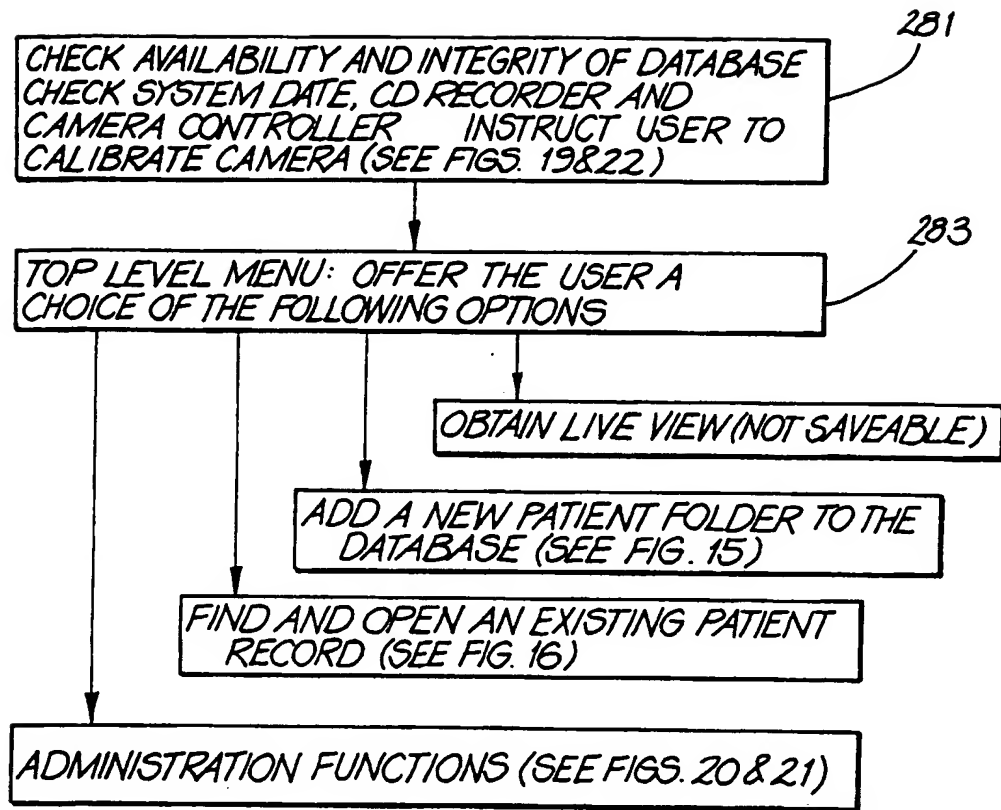 281
CHECK AVAILABILITY AND INTEGRITY OF DATABASE
CHECK SYSTEM DATE, CD RECORDER AND
CAMERA CONTROLLER INSTRUCT USER TO
CALIBRATE CAMERA (SEE FIGS. 19&22)
283
TOP LEVEL MENU: OFFER THE USER A
CHOICE OF THE FOLLOWING OPTIONS
OBTAIN LIVE VIEW (NOT SAVEABLE)
ADD A NEW PATIENT FOLDER TO THE
DATABASE (SEE FIG. 15)
FIND AND OPEN AN EXISTING PATIENT
RECORD (SEE FIG. 16)
ADMINISTRATION FUNCTIONS (SEE FIGS. 20&21)